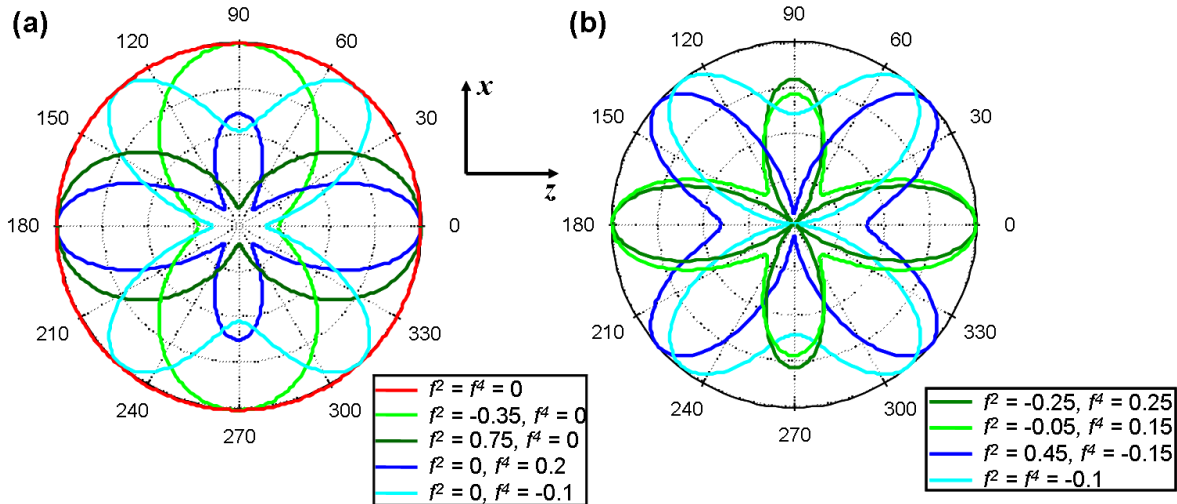 (a)
90
120
60
150
30
180
0
210
330
240
300
270
x
z
f² = f⁴ = 0
f² = -0.35, f⁴ = 0
f² = 0.75, f⁴ = 0
f² = 0, f⁴ = 0.2
f² = 0, f⁴ = -0.1
(b)
90
120
60
150
30
180
0
210
330
240
300
270
f² = -0.25, f⁴ = 0.25
f² = -0.05, f⁴ = 0.15
f² = 0.45, f⁴ = -0.15
f² = f⁴ = -0.1